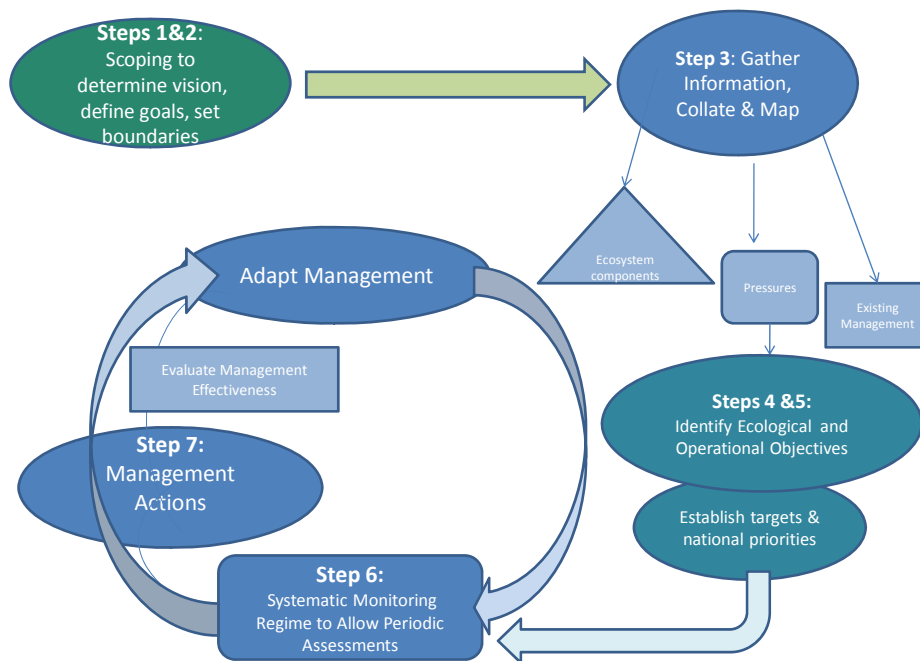 Steps 1&2:
Scoping to
determine vision,
define goals, set
boundaries
Step 3: Gather
Information,
Collate & Map
Ecosystem
components
Pressures
Existing
Management
Adapt Management
Evaluate Management
Effectiveness
Steps 4 &5:
Identify Ecological and
Operational Objectives
Step 7:
Management
Actions
Establish targets &
national priorities
Step 6:
Systematic Monitoring
Regime to Allow Periodic
Assessments